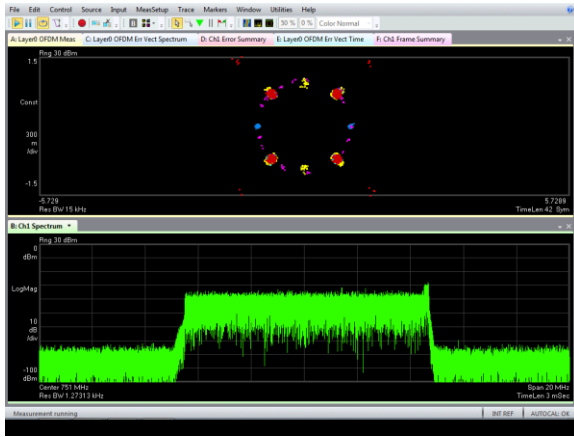 File Edit Control Source Input MeasSetup Trace Markers Window Utilities Help
50 % 0 % Color Normal
A: Layer0 OFDM Meas C: Layer0 OFDM Err Vect Spectrum D: Ch1 Error Summary E: Layer0 OFDM Err Vect Time F: Ch1 Frame Summary
Rng 30 dBm
1.5
Const
300
m
/div
-1.5
-5.729 5.7289
Res BW 15 kHz TimeLen 42 Sym
B: Ch1 Spectrum
Rng 30 dBm
0
dBm
LogMag
10
dB
/div
-100
dBm
Center 751 MHz Span 20 MHz
Res BW 1.27313 kHz TimeLen 3 mSec
Measurement running INT REF AUTOCAL: OK